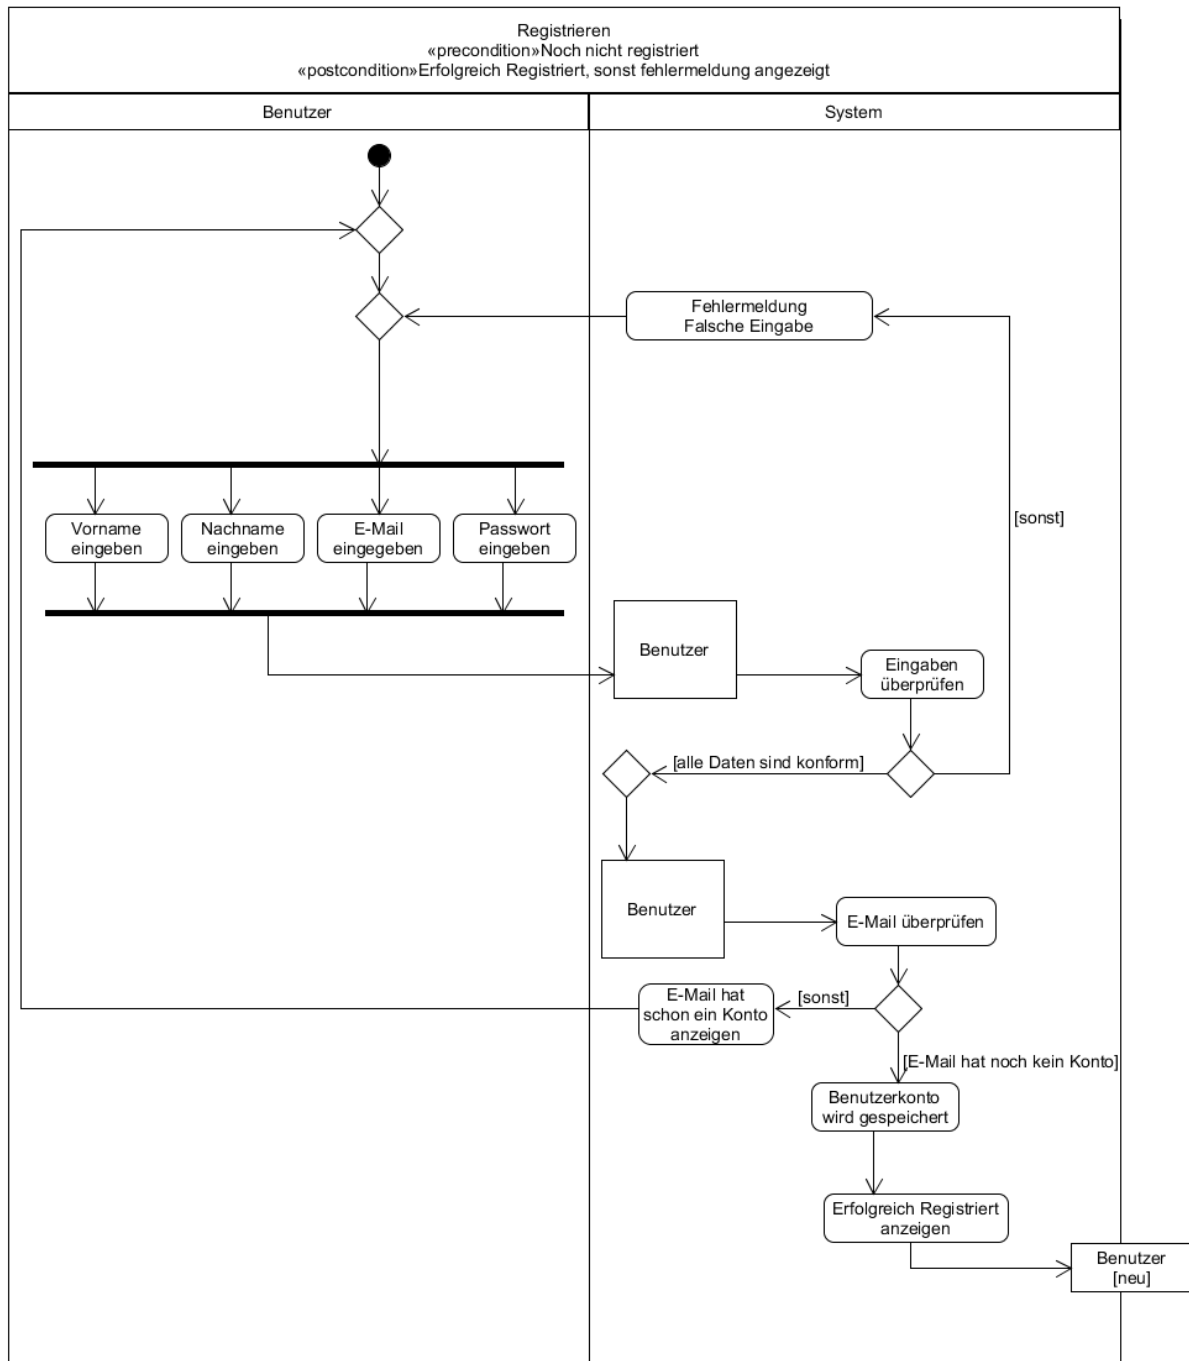 Registrieren
«precondition»Noch nicht registriert
«postcondition»Erfolgreich Registriert, sonst fehlermeldung angezeigt
Benutzer
System
Fehlermeldung
Falsche Eingabe
[sonst]
Vorname
eingeben
Nachname
eingeben
E-Mail
eingegeben
Passwort
eingeben
Benutzer
Eingaben
überprüfen
[alle Daten sind konform]
Benutzer
E-Mail überprüfen
E-Mail hat
schon ein Konto
anzeigen
[sonst]
[E-Mail hat noch kein Konto]
Benutzerkonto
wird gespeichert
Erfolgreich Registriert
anzeigen
Benutzer
[neu]